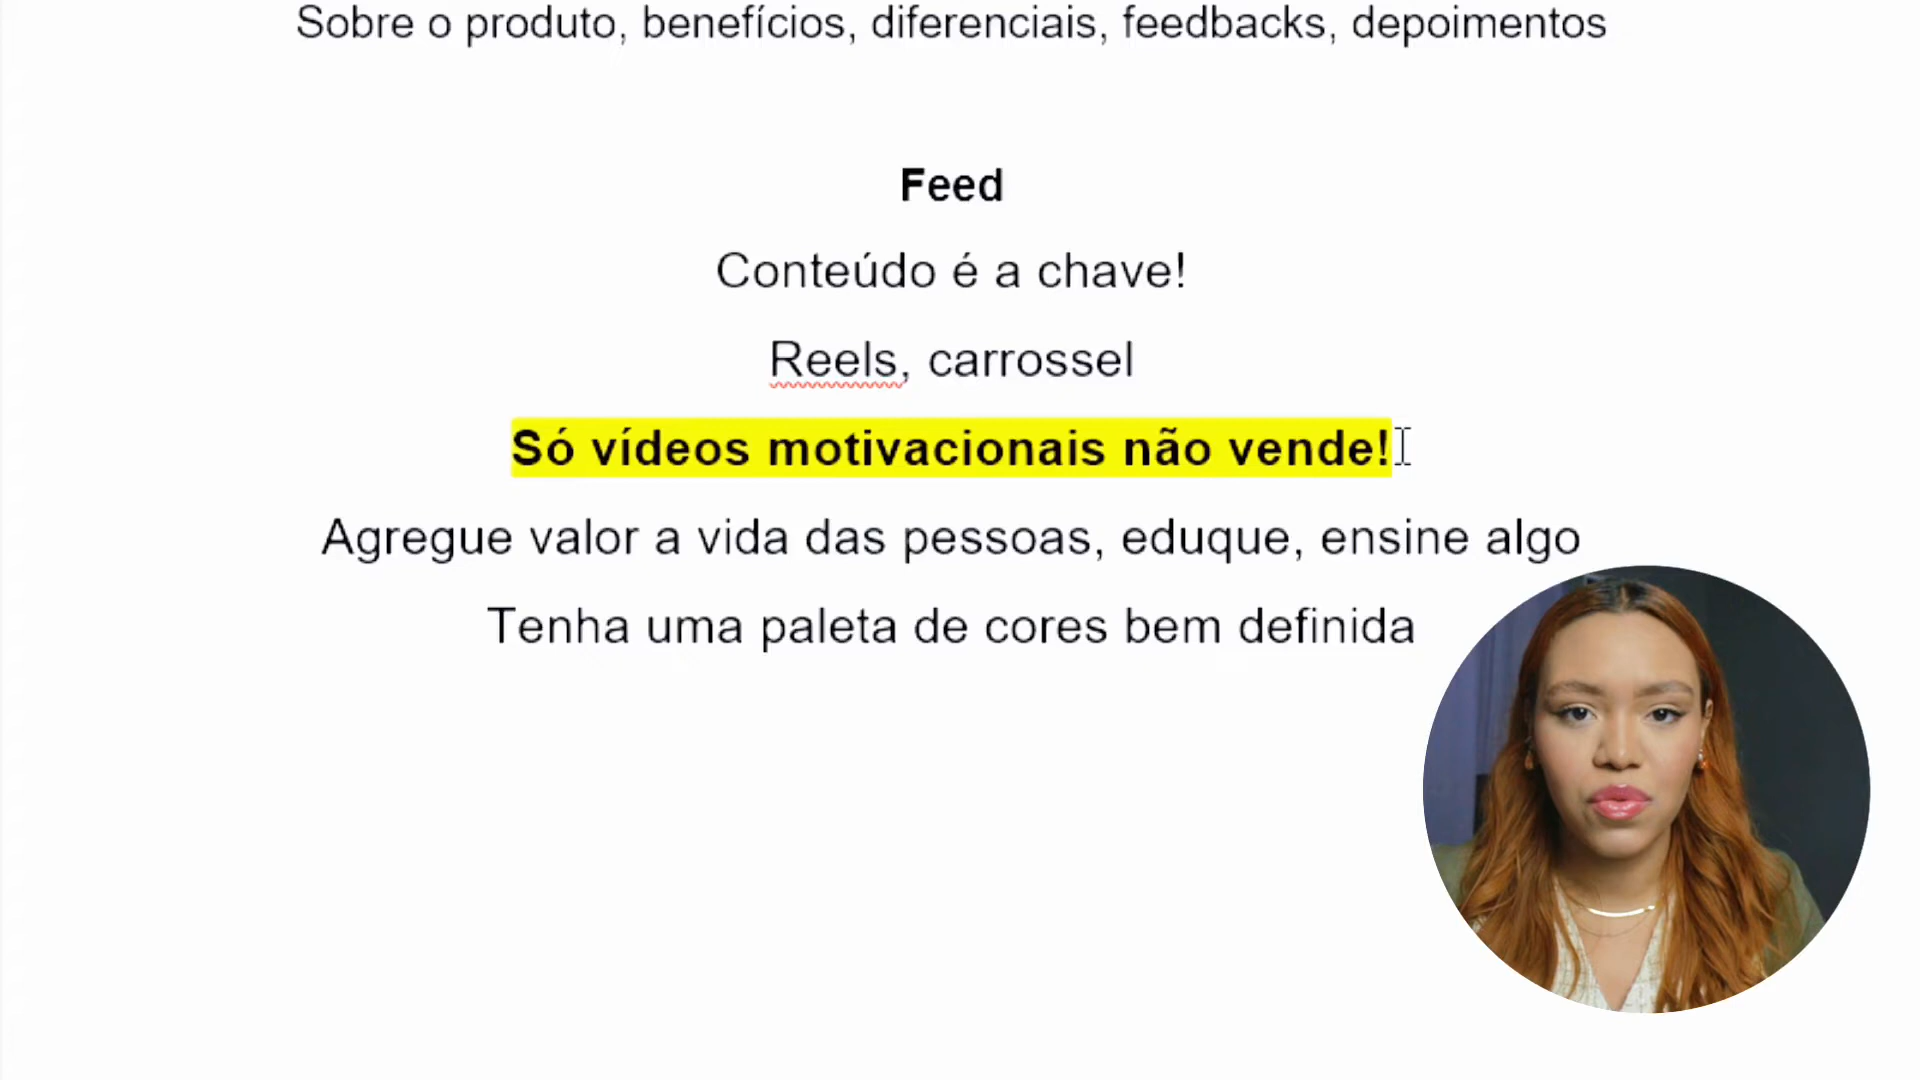 Sobre o produto, benefícios, diferenciais, feedbacks, depoimentos
Feed
Conteúdo é a chave!
Reels, carrossel
Só vídeos motivacionais não vende!
Agregue valor a vida das pessoas, eduque, ensine algo
Tenha uma paleta de cores bem definida